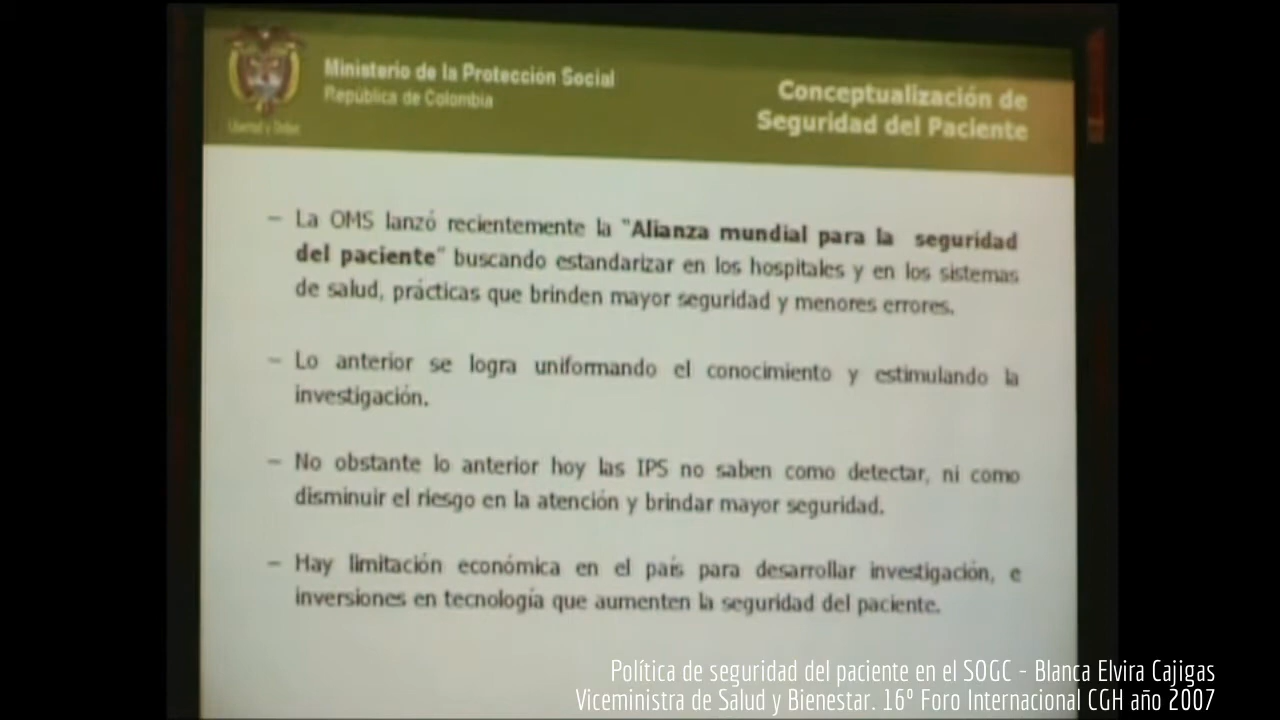 Ministerio de la Protección Social
República de Colombia
Libertad y Orden
Conceptualización de
Seguridad del Paciente
– La OMS lanzó recientemente la "Alianza mundial para la seguridad
del paciente" buscando estandarizar en los hospitales y en los sistemas
de salud, prácticas que brinden mayor seguridad y menores errores.
– Lo anterior se logra uniformando el conocimiento y estimulando la
investigación.
– No obstante lo anterior hoy las IPS no saben como detectar, ni como
disminuir el riesgo en la atención y brindar mayor seguridad.
– Hay limitación económica en el país para desarrollar investigación, e
inversiones en tecnología que aumenten la seguridad del paciente.
Política de seguridad del paciente en el SOGC - Blanca Elvira Cajigas
Viceministra de Salud y Bienestar. 16º Foro Internacional CGH año 2007